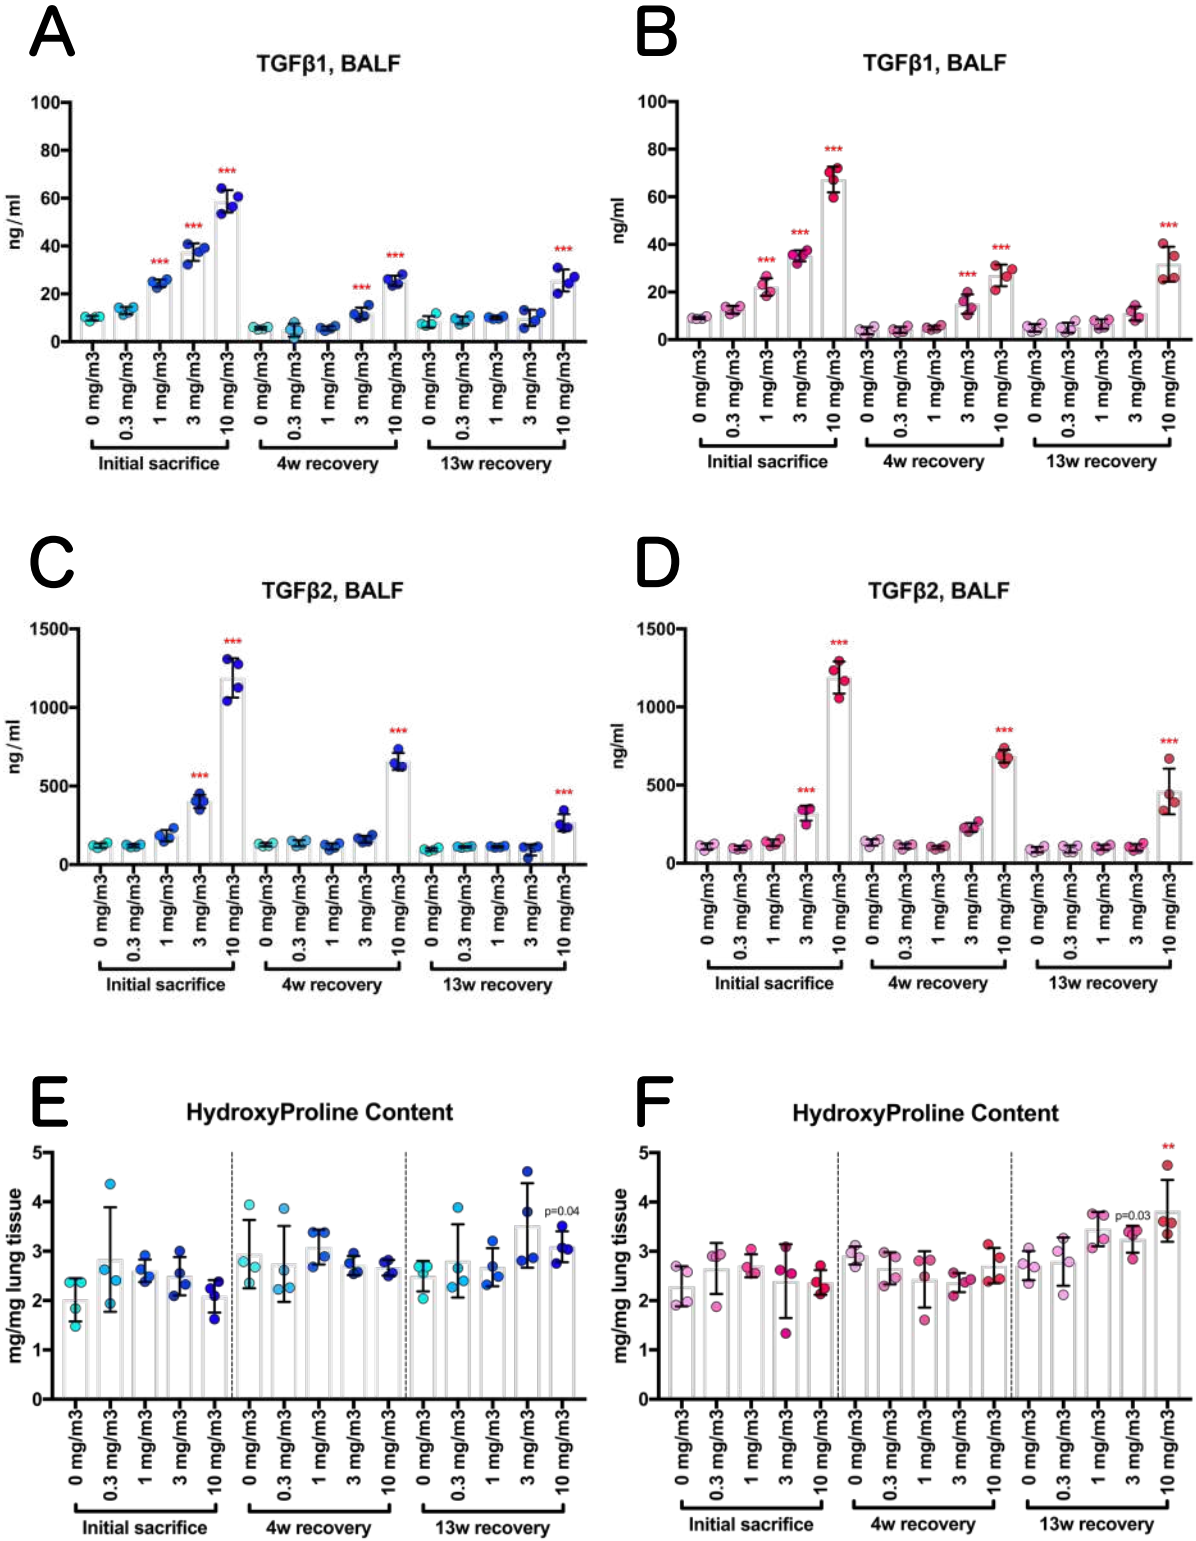 A
TGFβ1, BALF
ng/ml
100
80
60
40
20
0
***
***
***
***
***
***
0 mg/m3
0.3 mg/m3
1 mg/m3
3 mg/m3
10 mg/m3
0 mg/m3
0.3 mg/m3
1 mg/m3
3 mg/m3
10 mg/m3
0 mg/m3
0.3 mg/m3
1 mg/m3
3 mg/m3
10 mg/m3
Initial sacrifice
4w recovery
13w recovery
B
TGFβ1, BALF
ng/ml
100
80
60
40
20
0
***
***
***
***
***
***
0 mg/m3
0.3 mg/m3
1 mg/m3
3 mg/m3
10 mg/m3
0 mg/m3
0.3 mg/m3
1 mg/m3
3 mg/m3
10 mg/m3
0 mg/m3
0.3 mg/m3
1 mg/m3
3 mg/m3
10 mg/m3
Initial sacrifice
4w recovery
13w recovery
C
TGFβ2, BALF
ng/ml
1500
1000
500
0
***
***
***
***
0 mg/m3
0.3 mg/m3
1 mg/m3
3 mg/m3
10 mg/m3
0 mg/m3
0.3 mg/m3
1 mg/m3
3 mg/m3
10 mg/m3
0 mg/m3
0.3 mg/m3
1 mg/m3
3 mg/m3
10 mg/m3
Initial sacrifice
4w recovery
13w recovery
D
TGFβ2, BALF
ng/ml
1500
1000
500
0
***
***
***
***
0 mg/m3
0.3 mg/m3
1 mg/m3
3 mg/m3
10 mg/m3
0 mg/m3
0.3 mg/m3
1 mg/m3
3 mg/m3
10 mg/m3
0 mg/m3
0.3 mg/m3
1 mg/m3
3 mg/m3
10 mg/m3
Initial sacrifice
4w recovery
13w recovery
E
HydroxyProline Content
mg/mg lung tissue
5
4
3
2
1
0
p=0.04
0 mg/m3
0.3 mg/m3
1 mg/m3
3 mg/m3
10 mg/m3
0 mg/m3
0.3 mg/m3
1 mg/m3
3 mg/m3
10 mg/m3
0 mg/m3
0.3 mg/m3
1 mg/m3
3 mg/m3
10 mg/m3
Initial sacrifice
4w recovery
13w recovery
F
HydroxyProline Content
mg/mg lung tissue
5
4
3
2
1
0
p=0.03
**
0 mg/m3
0.3 mg/m3
1 mg/m3
3 mg/m3
10 mg/m3
0 mg/m3
0.3 mg/m3
1 mg/m3
3 mg/m3
10 mg/m3
0 mg/m3
0.3 mg/m3
1 mg/m3
3 mg/m3
10 mg/m3
Initial sacrifice
4w recovery
13w recovery